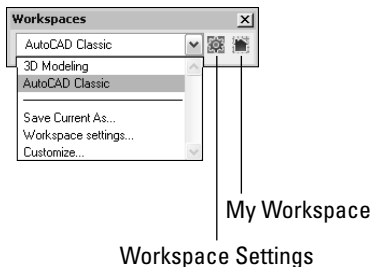 Workspaces
AutoCAD Classic
3D Modeling
AutoCAD Classic
Save Current As...
Workspace settings...
Customize...
My Workspace
Workspace Settings